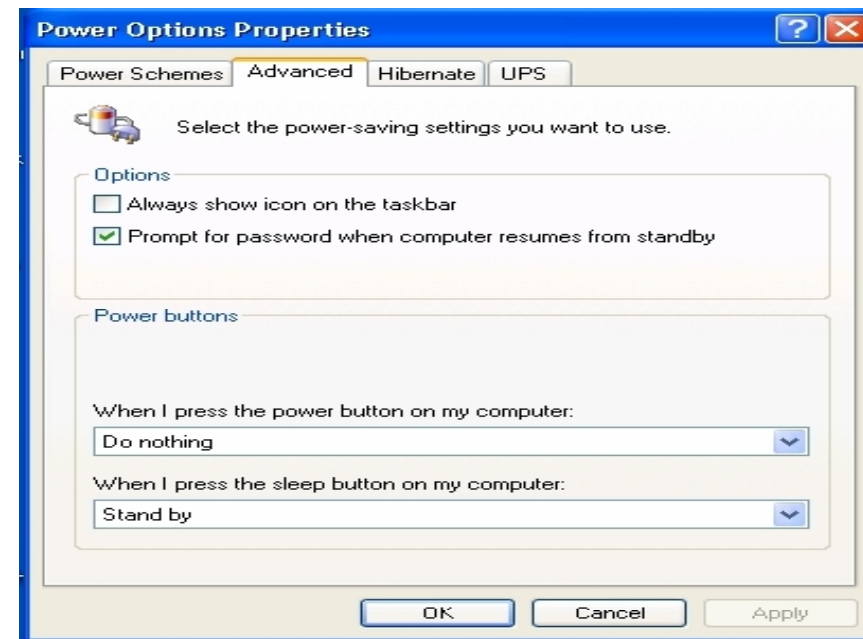 Power Options Properties
Power Schemes Advanced Hibernate UPS
Select the power-saving settings you want to use.
Options
Always show icon on the taskbar
Prompt for password when computer resumes from standby
Power buttons
When I press the power button on my computer:
Do nothing
When I press the sleep button on my computer:
Stand by
OK Cancel Apply